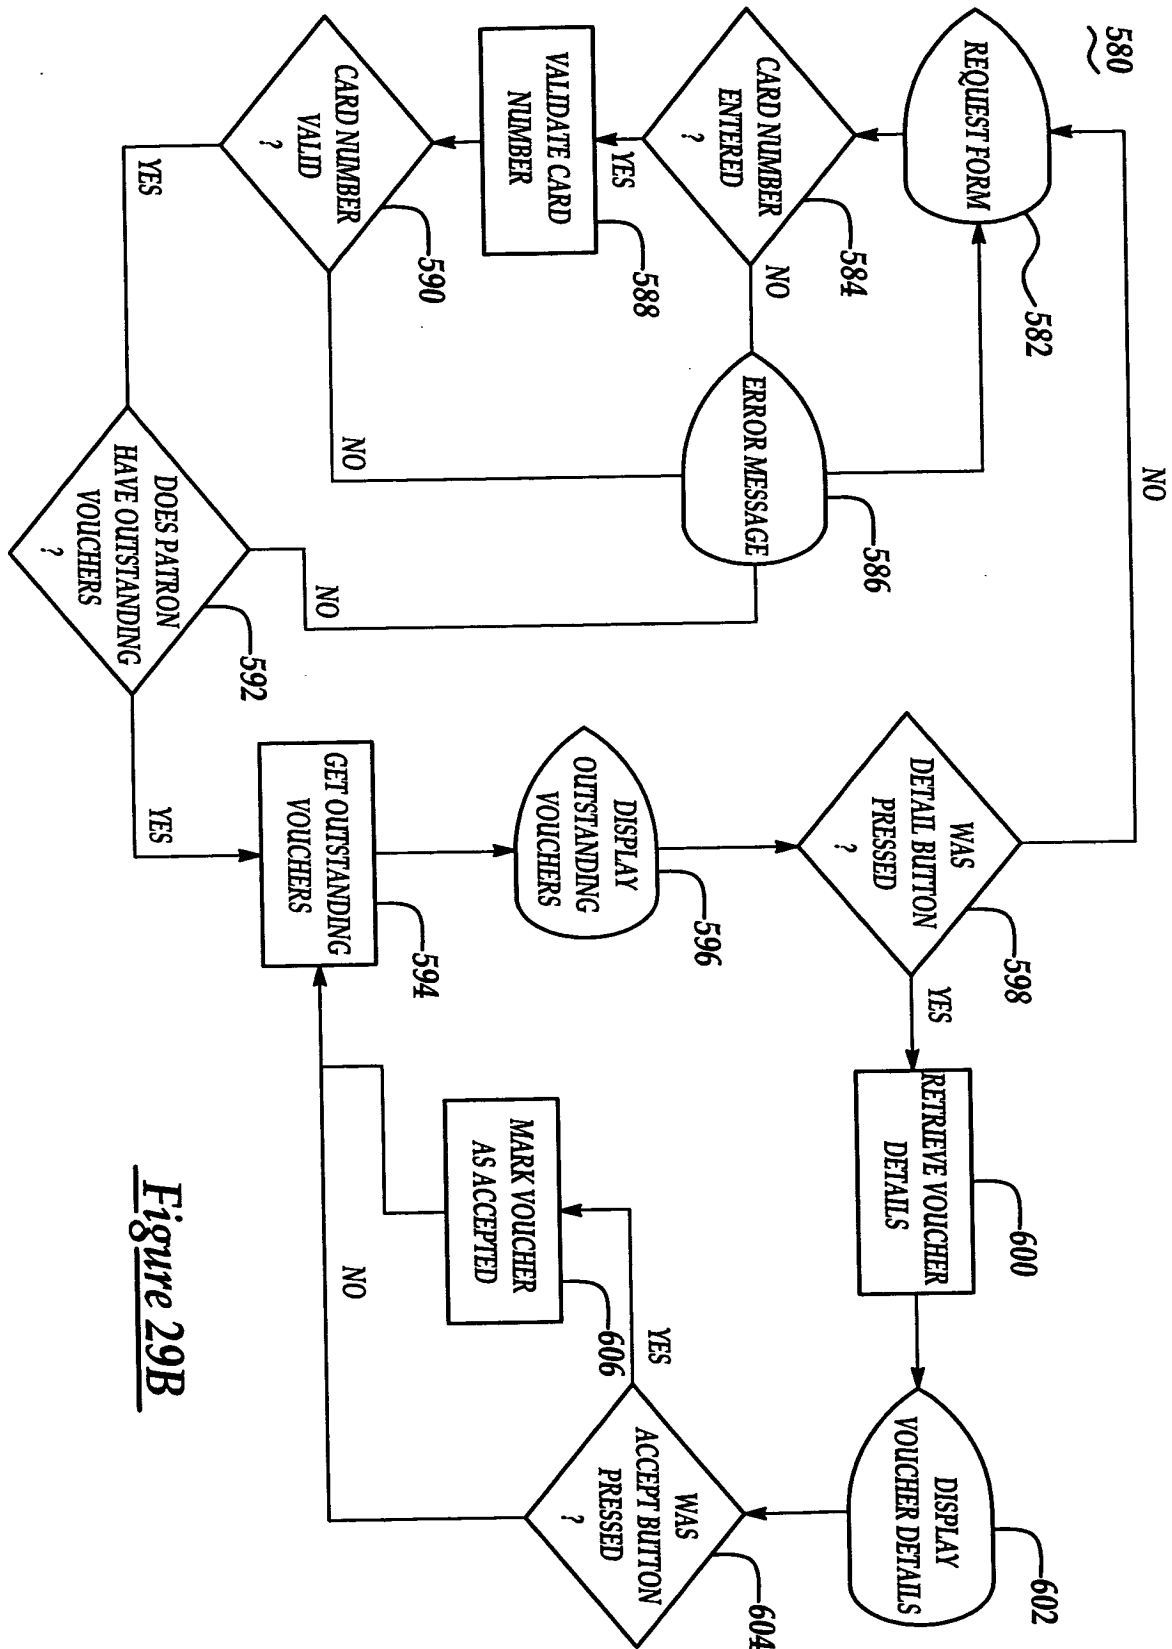 580
REQUEST FORM
582
CARD NUMBER
ENTERED
?
584
NO
YES
ERROR MESSAGE
586
VALIDATE CARD
NUMBER
588
CARD NUMBER
VALID
?
590
NO
YES
DOES PATRON
HAVE OUTSTANDING
VOUCHERS
?
592
NO
YES
GET OUTSTANDING
VOUCHERS
594
DISPLAY
OUTSTANDING
VOUCHERS
596
WAS
DETAIL BUTTON
PRESSED
?
598
NO
YES
RETRIEVE VOUCHER
DETAILS
600
DISPLAY
VOUCHER DETAILS
602
WAS
ACCEPT BUTTON
PRESSED
?
604
YES
NO
MARK VOUCHER
AS ACCEPTED
606
Figure 29B